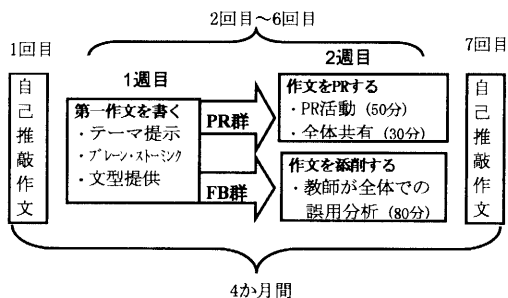 2回目～6回目
1回目
7回目
自己推敲作文
1週目
第一作文を書く
・テーマ提示
・ブレーン・ストーミンク
・文型提供
PR群
FB群
2週目
作文をPRする
・PR活動（50分）
・全体共有（30分）
作文を添削する
・教師が全体での
誤用分析（80分）
自己推敲作文
4か月間